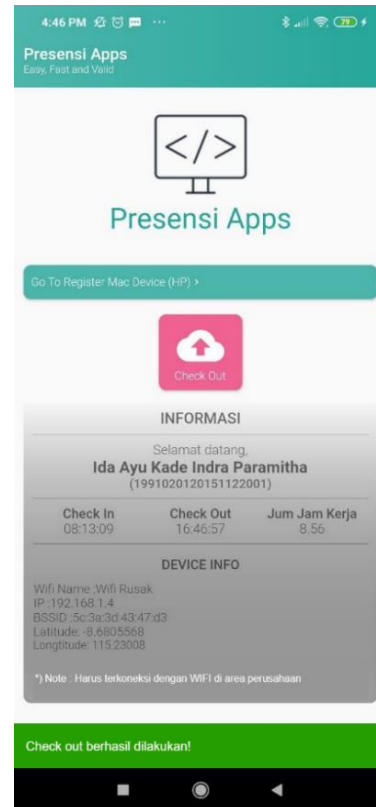 4:46 PM
79
Presensi Apps
Easy, Fast and Valid
</>
Presensi Apps
Go To Register Mac Device (HP) >
Check Out
INFORMASI
Selamat datang,
Ida Ayu Kade Indra Paramitha
(1991020120151122001)
Check In Check Out Jum Jam Kerja
08:13:09 16:46:57 8.56
DEVICE INFO
Wifi Name :Wifi Rusak
IP :192.168.1.4
BSSID :5c:3a:3d:43:47:d3
Latitude: -8.6805568
Longtitude: 115.23008
*) Note : Harus terkoneksi dengan WIFI di area perusahaan
Check out berhasil dilakukan!